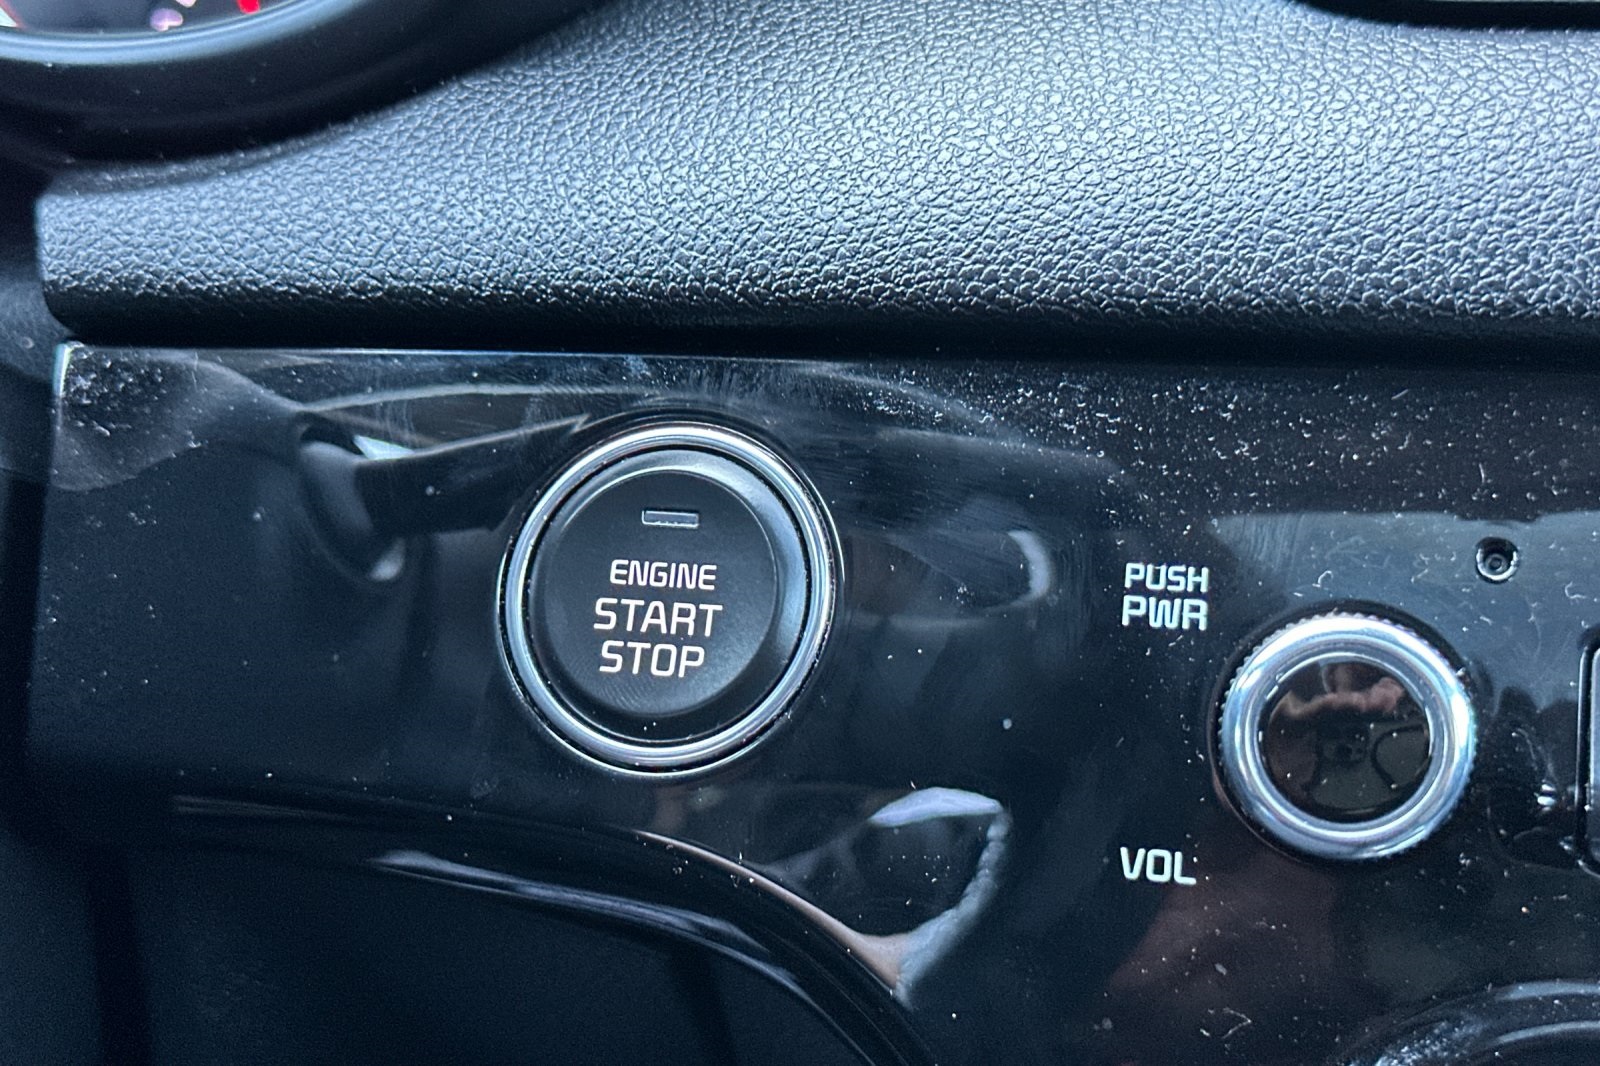 ENGINE
START
STOP
PUSH
PWR
VOL